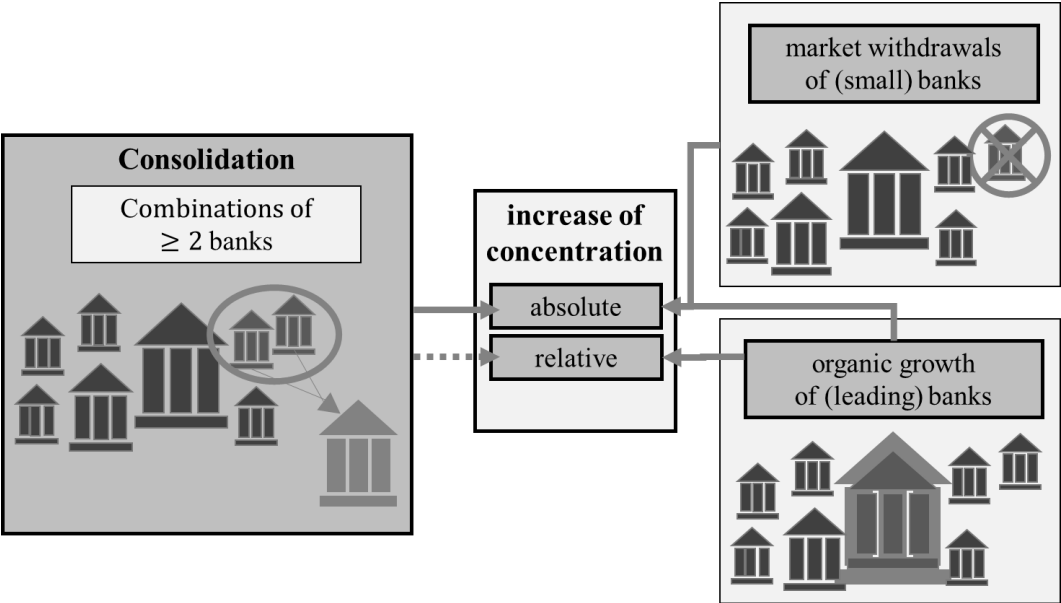 Consolidation
Combinations of
≥ 2 banks
increase of
concentration
absolute
relative
market withdrawals
of (small) banks
organic growth
of (leading) banks